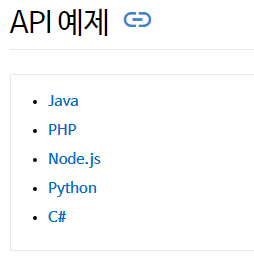 API 예제
Java
PHP
Node.js
Python
C#